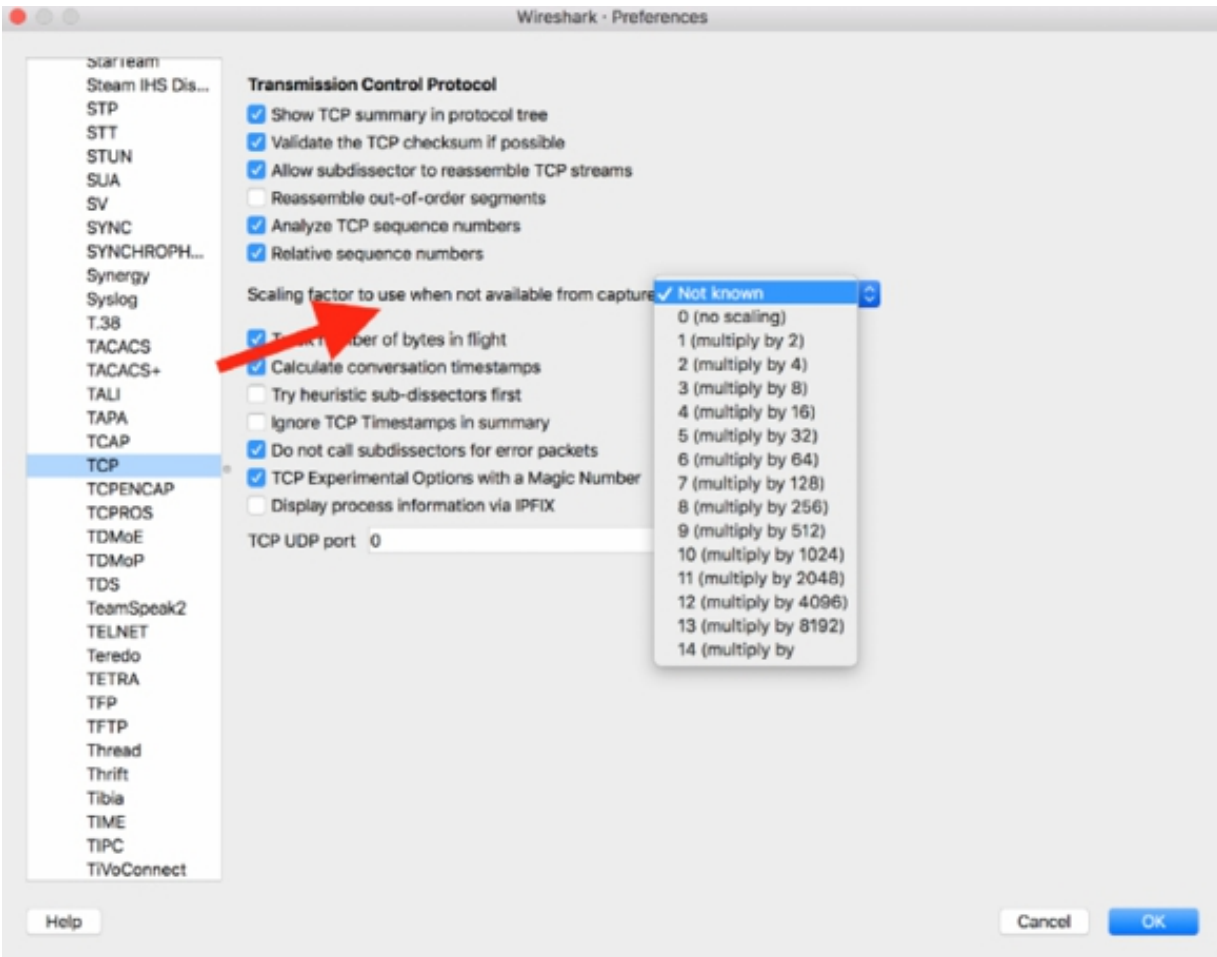 Wireshark · Preferences
StarTeam
Steam IHS Dis...
STP
STT
STUN
SUA
SV
SYNC
SYNCHROPH...
Synergy
Syslog
T.38
TACACS
TACACS+
TALI
TAPA
TCAP
TCP
TCPENCAP
TCPROS
TDMoE
TDMoP
TDS
TeamSpeak2
TELNET
Teredo
TETRA
TFP
TFTP
Thread
Thrift
Tibia
TIME
TIPC
TiVoConnect
Transmission Control Protocol
Show TCP summary in protocol tree
Validate the TCP checksum if possible
Allow subdissector to reassemble TCP streams
Reassemble out-of-order segments
Analyze TCP sequence numbers
Relative sequence numbers
Scaling factor to use when not available from capture
of bytes in flight
Calculate conversation timestamps
Try heuristic sub-dissectors first
Ignore TCP Timestamps in summary
Do not call subdissectors for error packets
TCP Experimental Options with a Magic Number
Display process information via IPFIX
TCP UDP port 0
Not known
0 (no scaling)
1 (multiply by 2)
2 (multiply by 4)
3 (multiply by 8)
4 (multiply by 16)
5 (multiply by 32)
6 (multiply by 64)
7 (multiply by 128)
8 (multiply by 256)
9 (multiply by 512)
10 (multiply by 1024)
11 (multiply by 2048)
12 (multiply by 4096)
13 (multiply by 8192)
14 (multiply by
Help
Cancel
OK